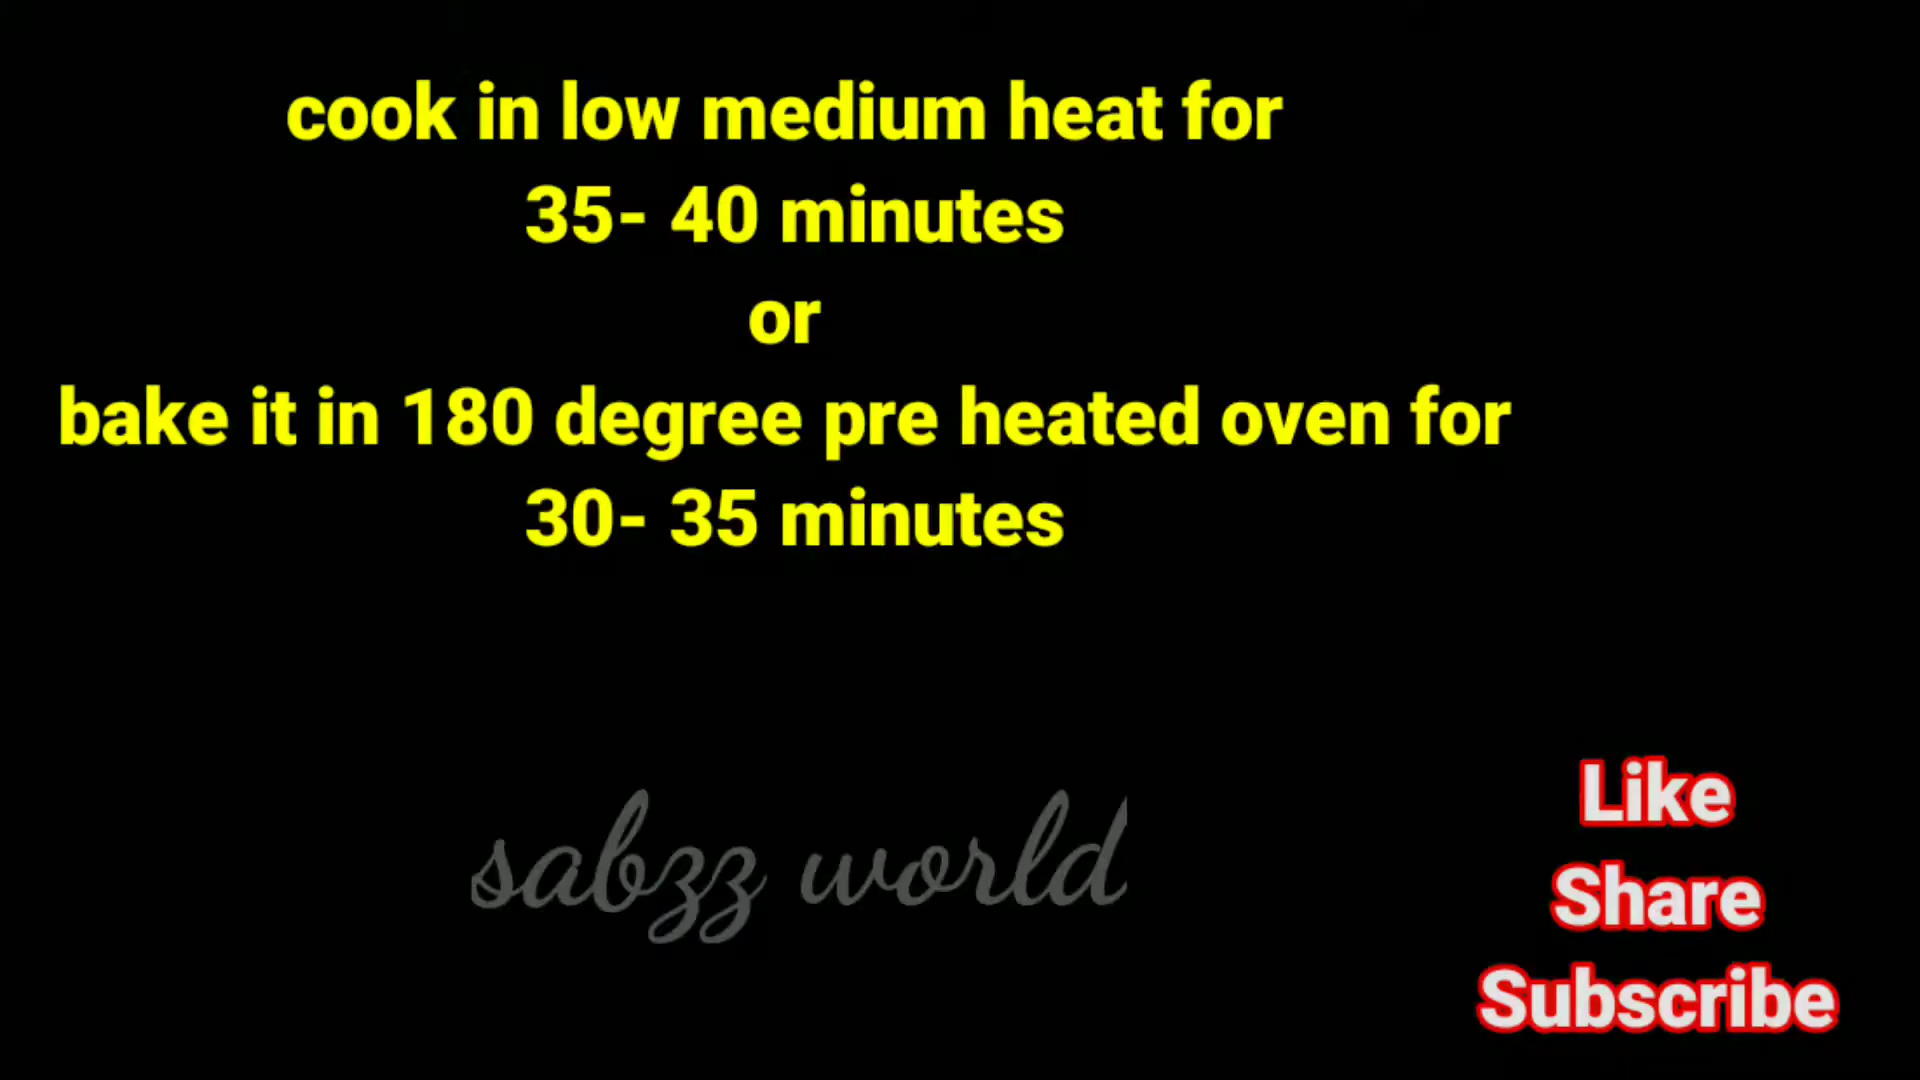 cook in low medium heat for
35- 40 minutes
or
bake it in 180 degree pre heated oven for
30- 35 minutes
sabzz world
Like
Share
Subscribe